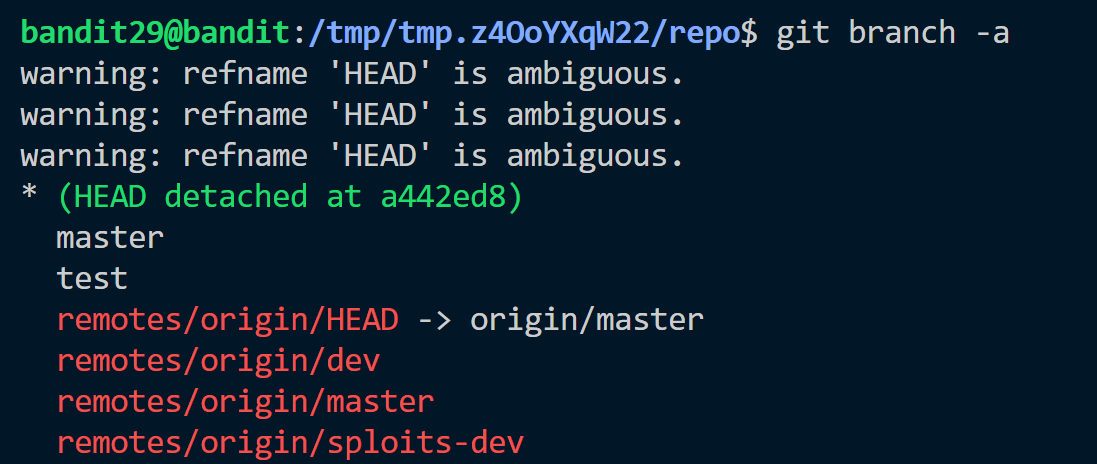 bandit29@bandit:/tmp/tmp.z4OoYXqW22/repo$ git branch -a
warning: refname 'HEAD' is ambiguous.
warning: refname 'HEAD' is ambiguous.
warning: refname 'HEAD' is ambiguous.
* (HEAD detached at a442ed8)
  master
  test
  remotes/origin/HEAD -> origin/master
  remotes/origin/dev
  remotes/origin/master
  remotes/origin/sploits-dev